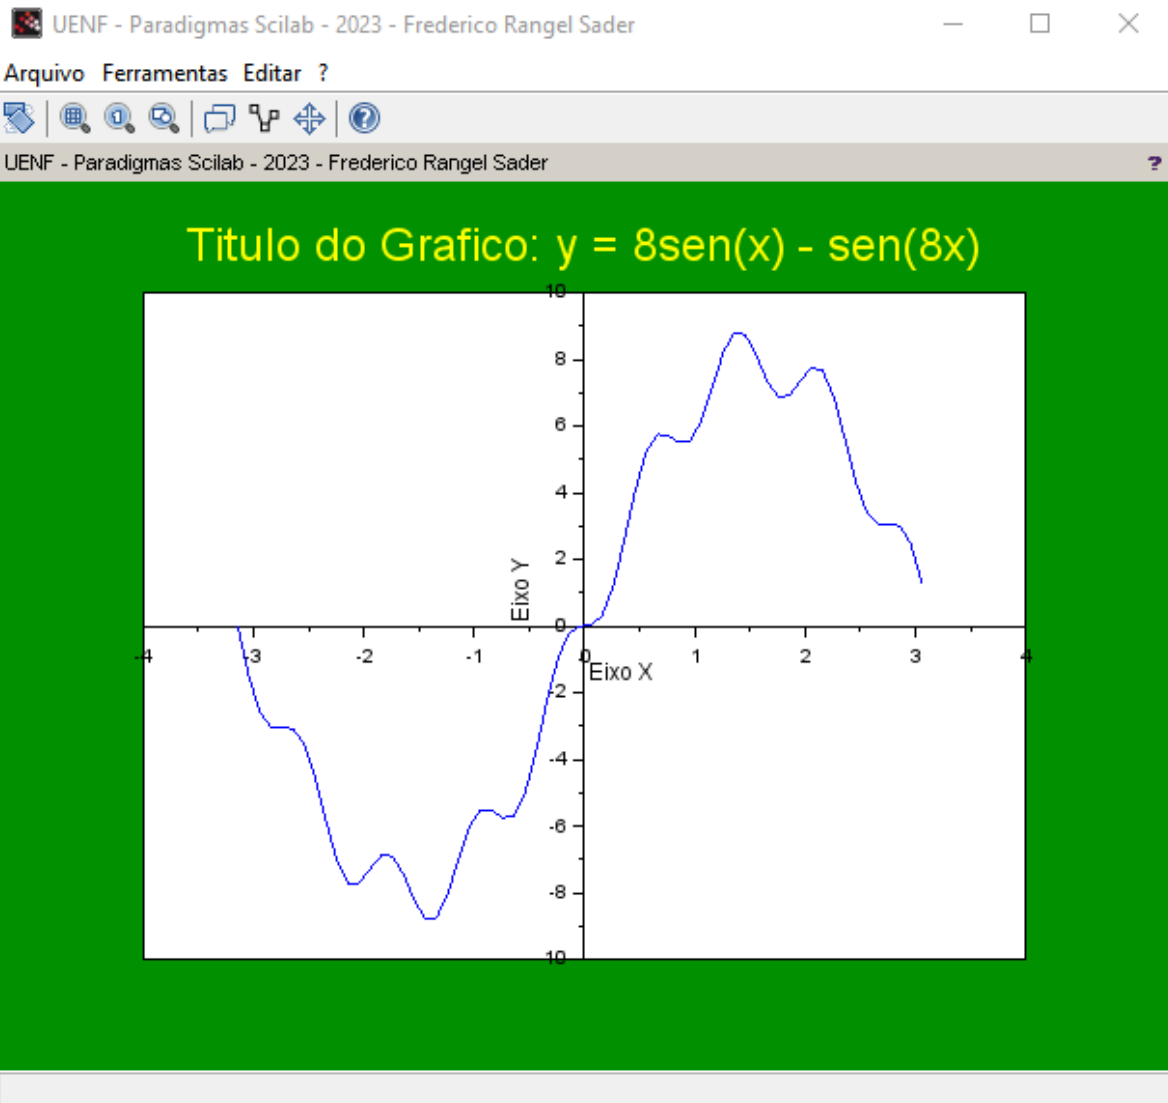 UENF - Paradigmas Scilab - 2023 - Frederico Rangel Sader
Arquivo Ferramentas Editar ?
UENF - Paradigmas Scilab - 2023 - Frederico Rangel Sader ?
Titulo do Grafico: y = 8sen(x) - sen(8x)
10
8
6
4
2
Eixo Y
0
-4 -3 -2 -1 0 1 2 3 4
Eixo X
-2
-4
-6
-8
-10